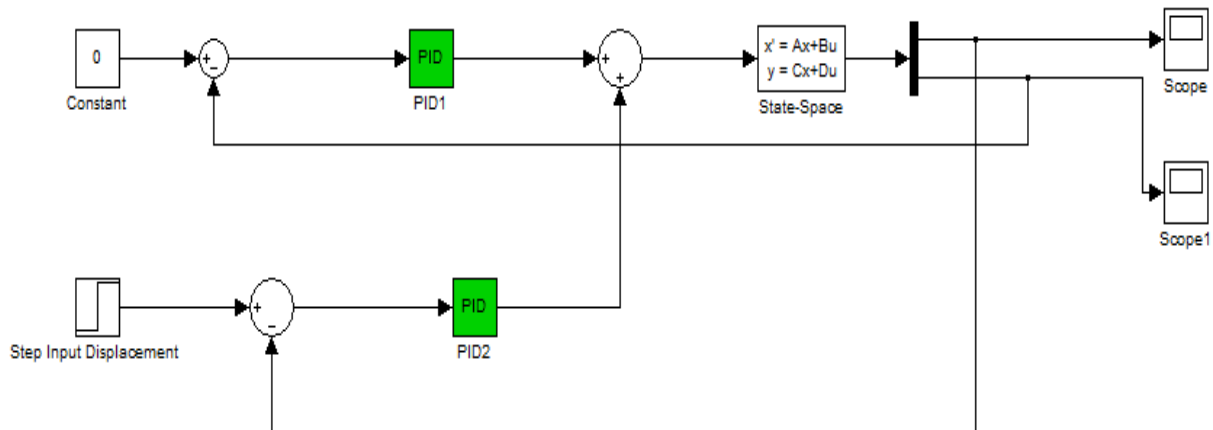 0
Constant
+
−
PID
PID1
+
+
x' = Ax+Bu
y = Cx+Du
State-Space
Scope
Scope1
Step Input Displacement
+
−
PID
PID2